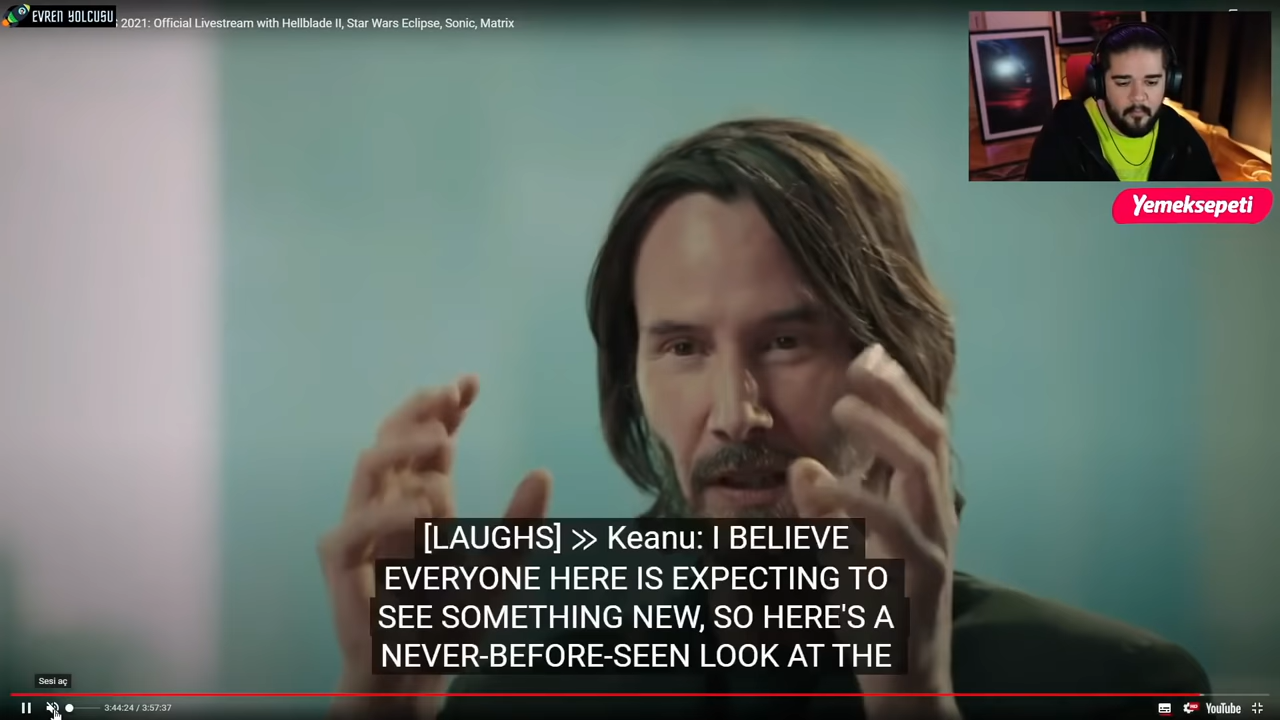 EVREN YOLCUSU
2021: Official Livestream with Hellblade II, Star Wars Eclipse, Sonic, Matrix
Yemeksepeti
[LAUGHS] >> Keanu: I BELIEVE
EVERYONE HERE IS EXPECTING TO
SEE SOMETHING NEW, SO HERE'S A
NEVER-BEFORE-SEEN LOOK AT THE
Sesi aç
3:44:24 / 3:57:37
HD
YouTube